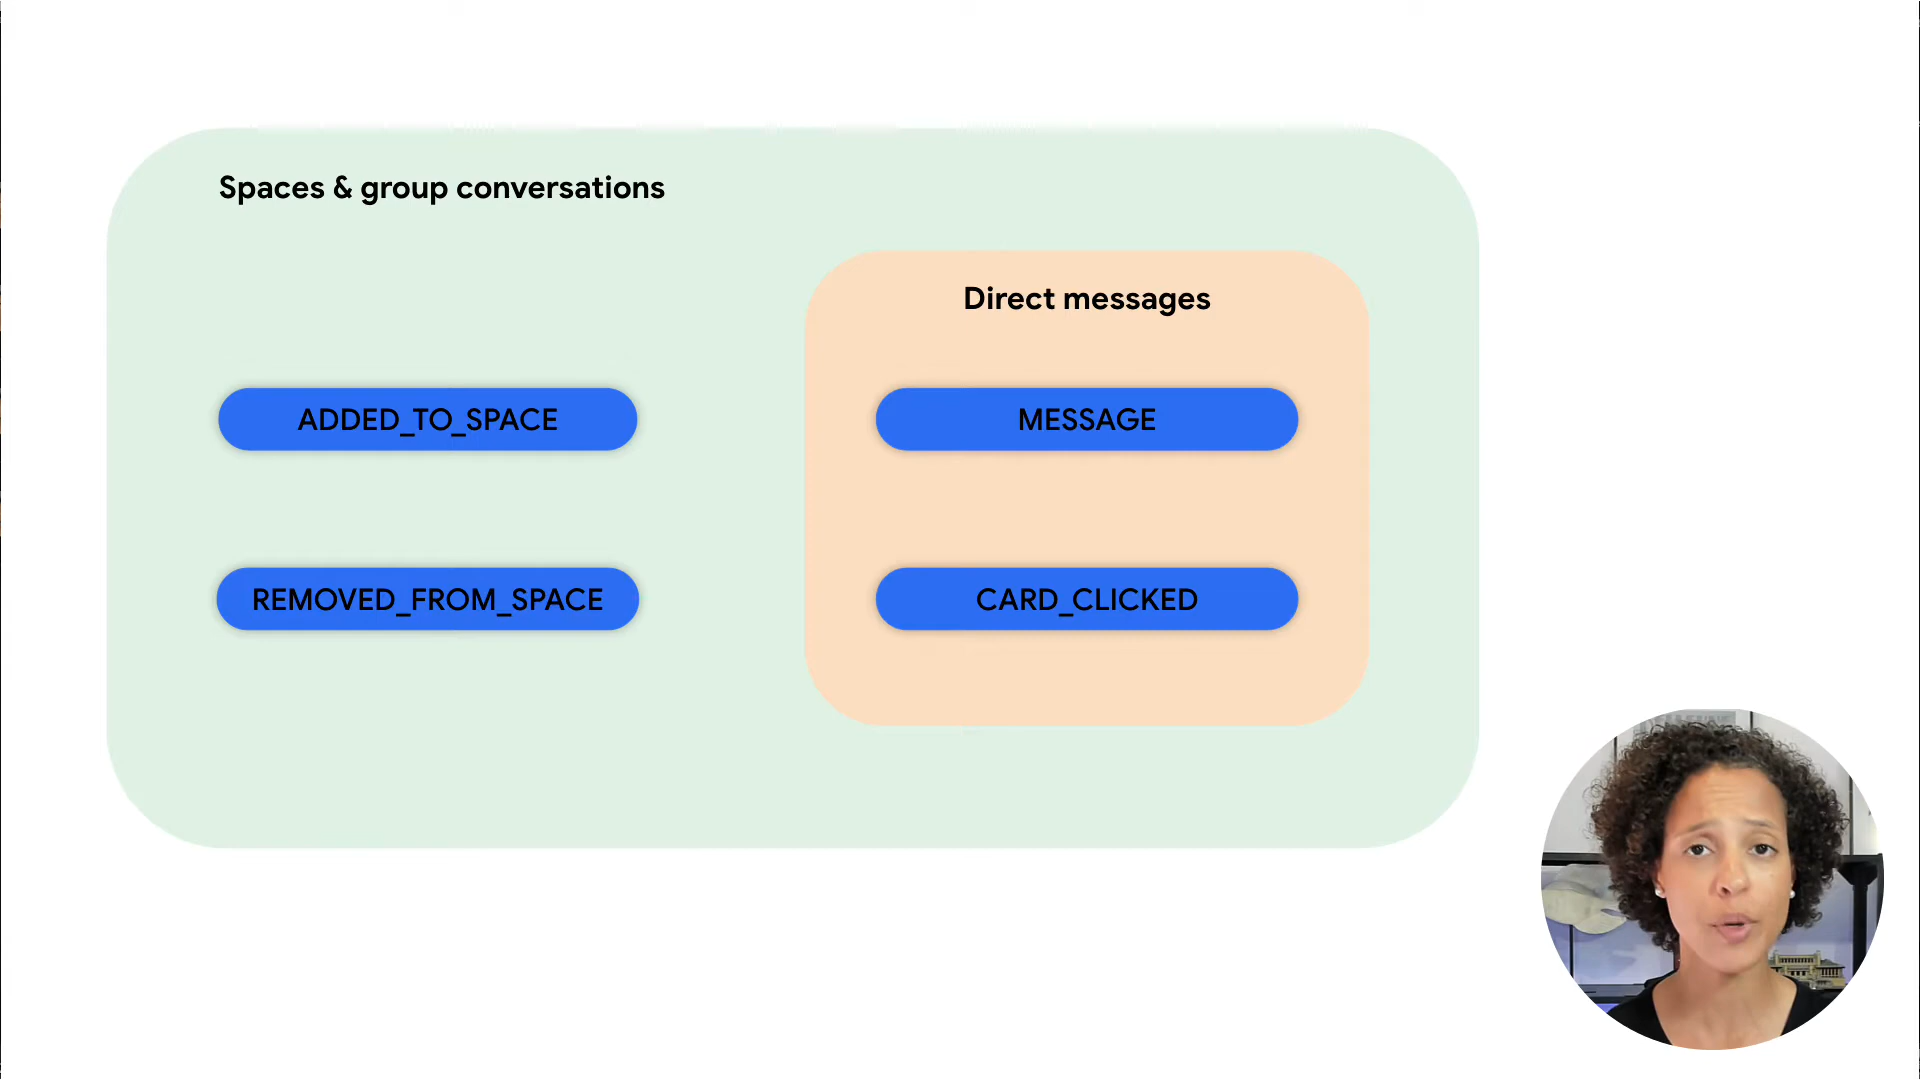 Spaces & group conversations
Direct messages
ADDED_TO_SPACE
MESSAGE
REMOVED_FROM_SPACE
CARD_CLICKED